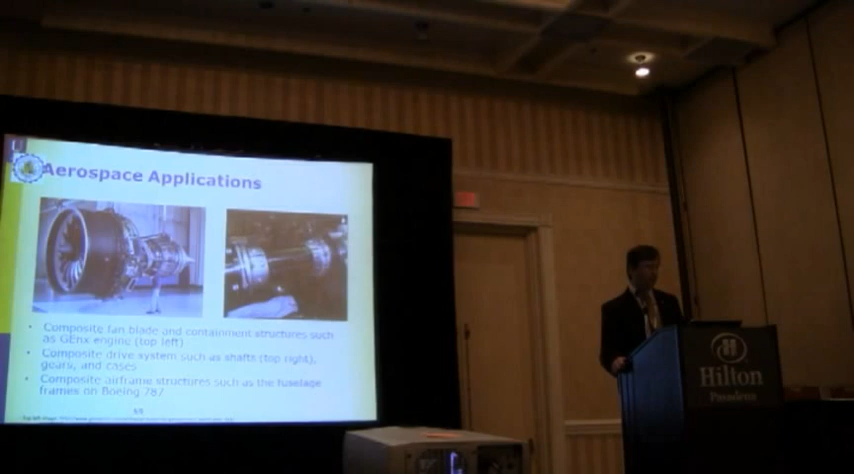 Aerospace Applications
• Composite fan blade and containment structures such
as GEnx engine (top left)
• Composite drive system such as shafts (top right),
gears, and cases
• Composite airframe structures such as the fuselage
frames on Boeing 787
Hilton
Pasadena